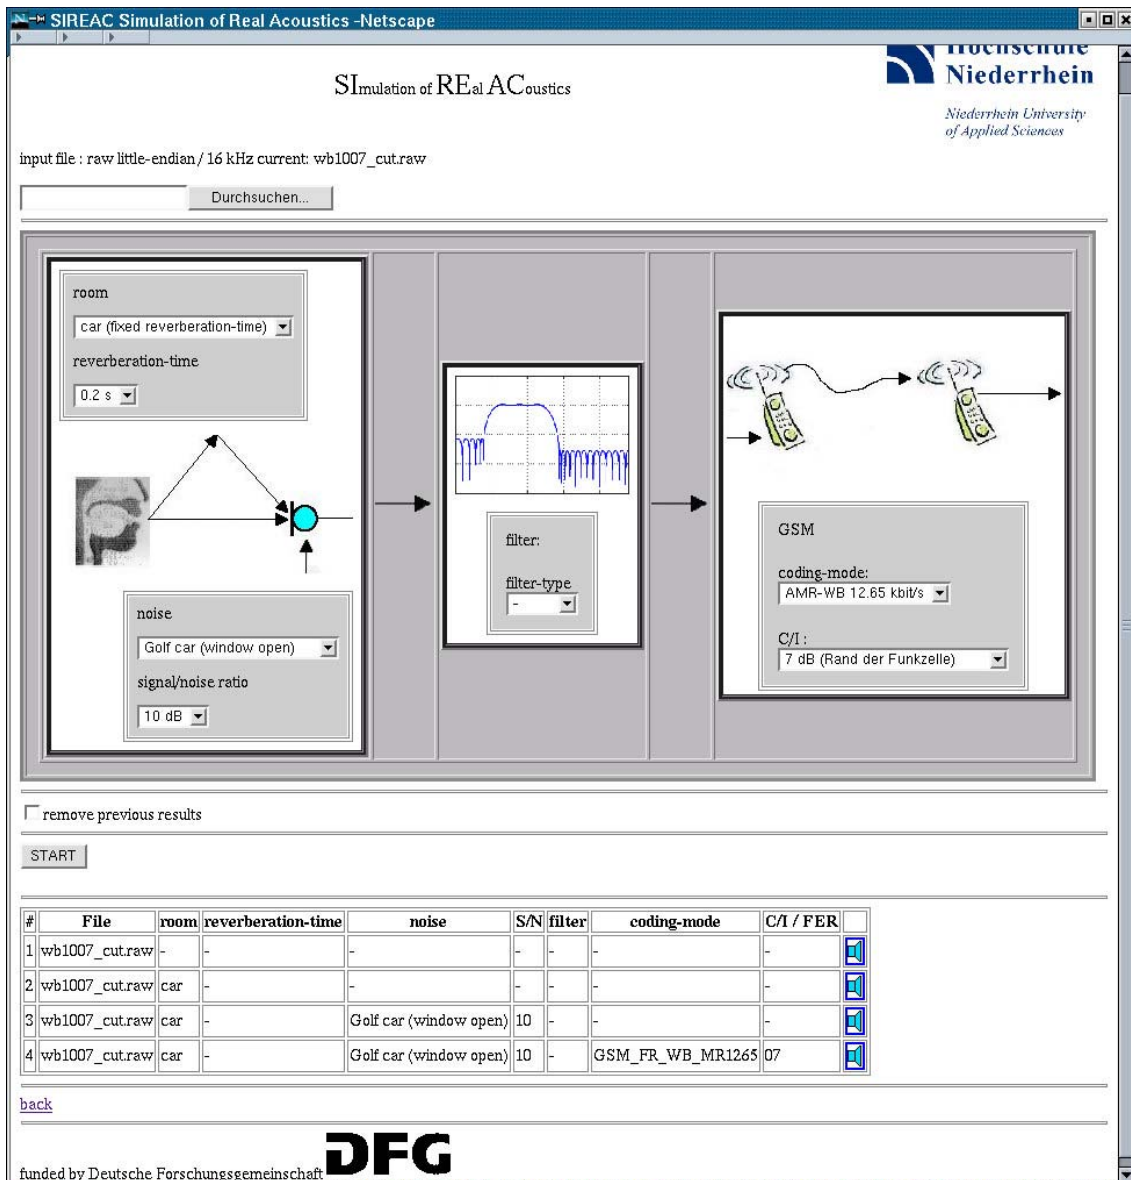 SIREAC Simulation of Real Acoustics -Netscape
Hochschule
Niederrhein
SImulation of REal ACoustics
Niederrhein University
of Applied Sciences
input file : raw little-endian / 16 kHz current: wb1007_cut.raw
Durchsuchen...
room
car (fixed reverberation-time)
reverberation-time
0.2 s
noise
Golf car (window open)
signal/noise ratio
10 dB
filter:
filter-type
-
GSM
coding-mode:
AMR-WB 12.65 kbit/s
C/I :
7 dB (Rand der Funkzelle)
remove previous results
START
# File room reverberation-time noise S/N filter coding-mode C/I / FER
1 wb1007_cut.raw - - - - - - -
2 wb1007_cut.raw car - - - - - -
3 wb1007_cut.raw car - Golf car (window open) 10 - - -
4 wb1007_cut.raw car - Golf car (window open) 10 - GSM_FR_WB_MR1265 07
back
funded by Deutsche Forschungsgemeinschaft DFG